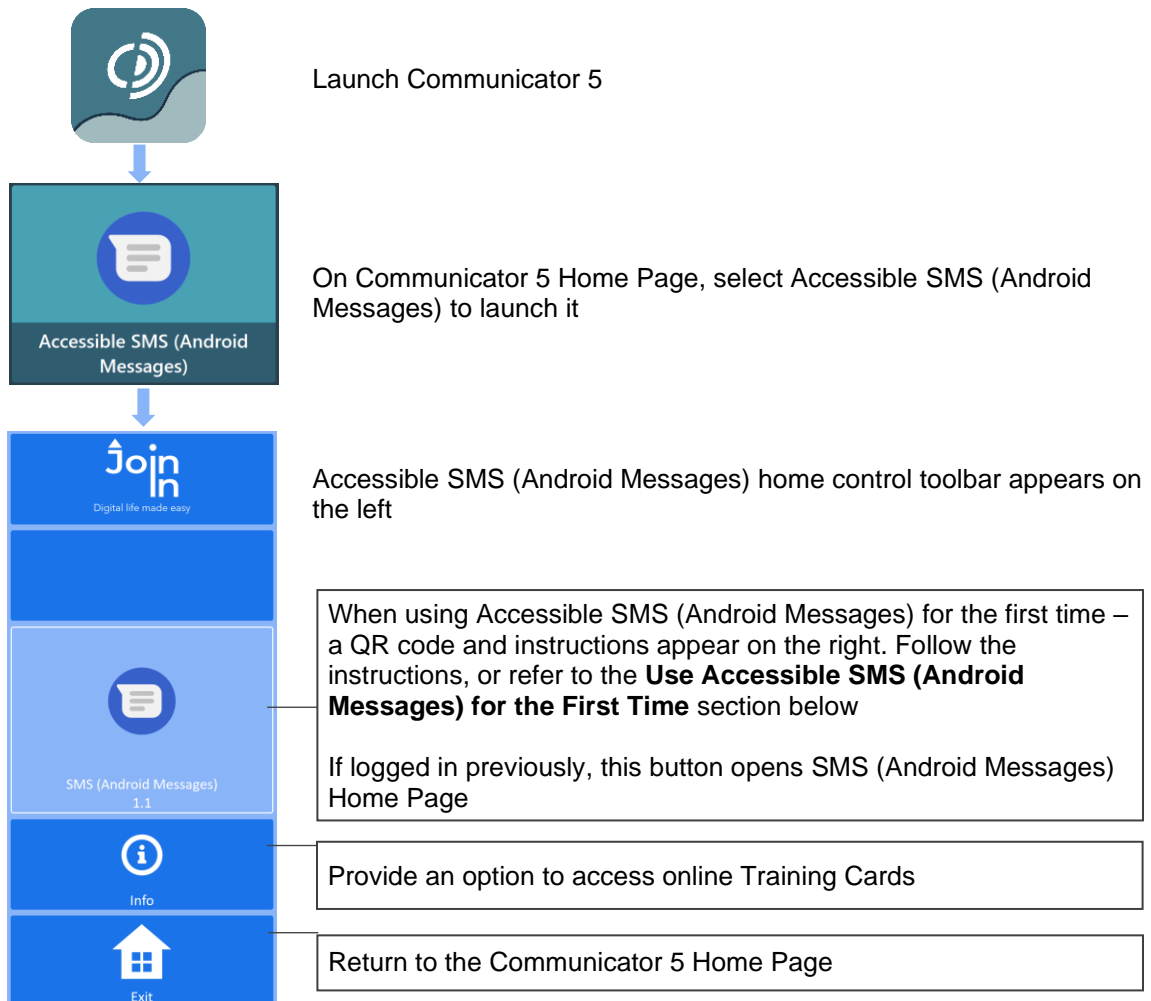 Launch Communicator 5
On Communicator 5 Home Page, select Accessible SMS (Android
Messages) to launch it
Accessible SMS (Android
Messages)
Join
In
Digital life made easy
Accessible SMS (Android Messages) home control toolbar appears on
the left
When using Accessible SMS (Android Messages) for the first time –
a QR code and instructions appear on the right. Follow the
instructions, or refer to the Use Accessible SMS (Android
Messages) for the First Time section below
If logged in previously, this button opens SMS (Android Messages)
Home Page
SMS (Android Messages)
1.1
Provide an option to access online Training Cards
Info
Return to the Communicator 5 Home Page
Exit